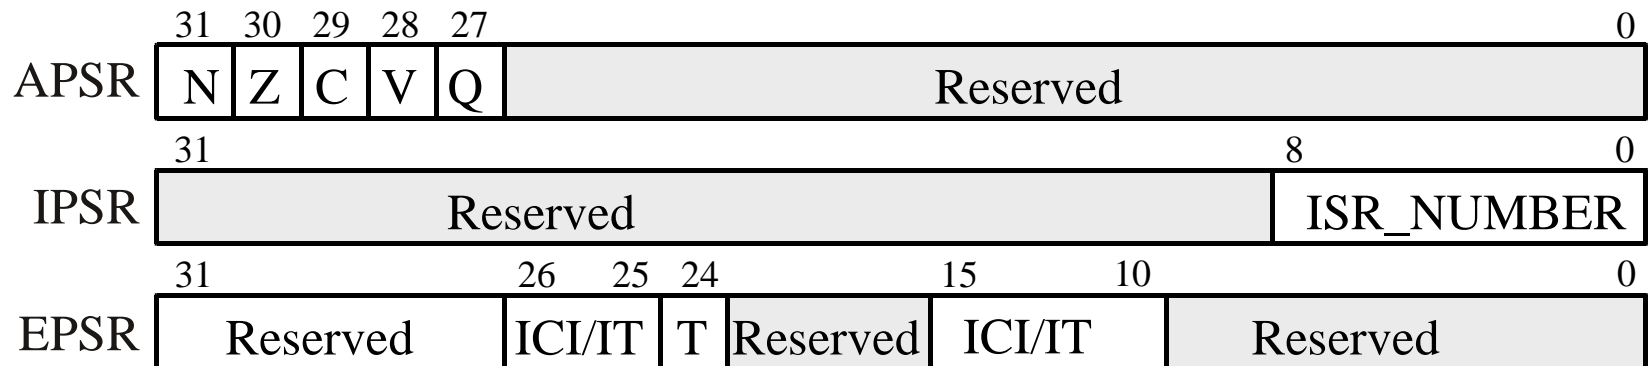 31 30 29 28 27 0
APSR N Z C V Q Reserved
31 8 0
IPSR Reserved ISR_NUMBER
31 26 25 24 15 10 0
EPSR Reserved ICI/IT T Reserved ICI/IT Reserved